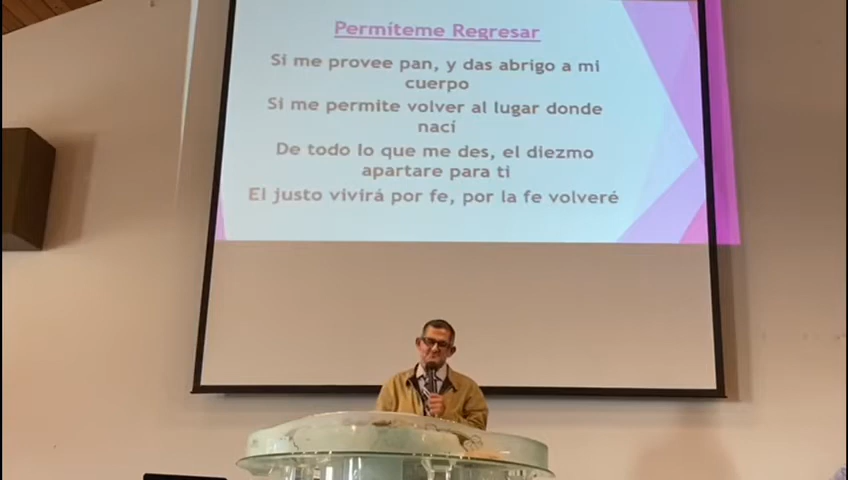 Permíteme Regresar
Si me provee pan, y das abrigo a mi
cuerpo
Si me permite volver al lugar donde
nací
De todo lo que me des, el diezmo
apartare para ti
El justo vivirá por fe, por la fe volveré